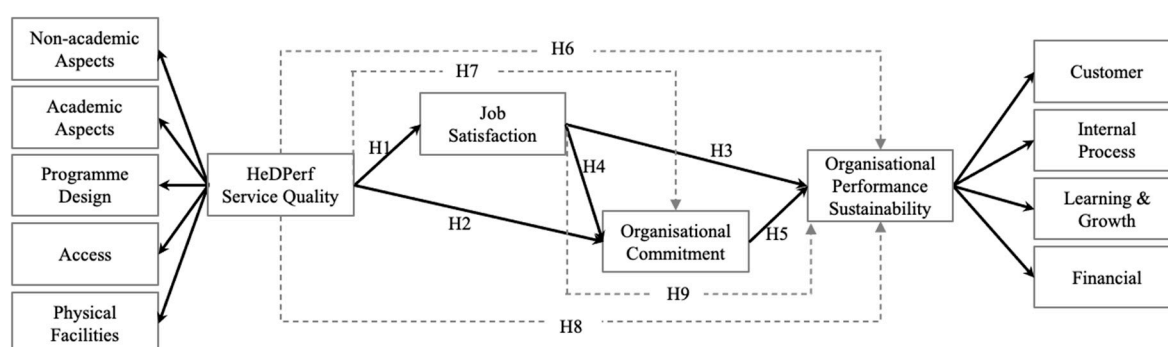 Non-academic
Aspects
Academic
Aspects
Programme
Design
Access
Physical
Facilities
HeDPerf
Service Quality
H6
H7
H1
H2
Job
Satisfaction
H4
H3
Organisational
Commitment
H5
H9
H8
Organisational
Performance
Sustainability
Customer
Internal
Process
Learning &
Growth
Financial